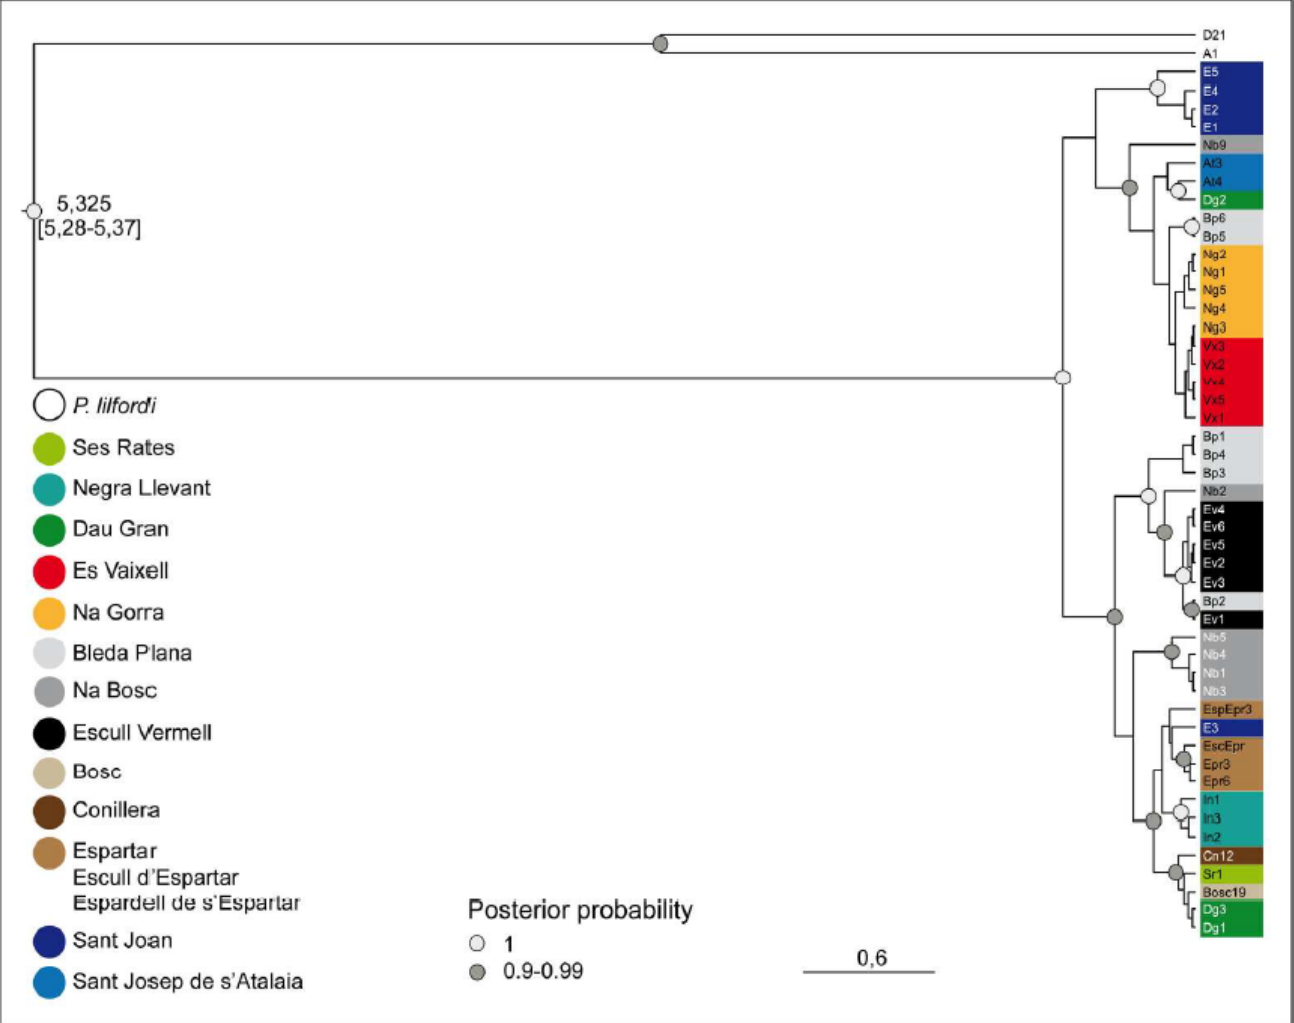 D21
A1
E5
E4
E2
E1
Nb9
At3
At4
Dg2
Bp6
Bp5
Ng2
Ng1
Ng5
Ng4
Ng3
Vx3
Vx2
Vx4
Vx5
Vx1
Bp1
Bp4
Bp3
Nb2
Ev4
Ev6
Ev5
Ev2
Ev3
Bp2
Ev1
Nb5
Nb4
Nb1
Nb3
EspEpr3
E3
EscEpr
Epr3
Epr6
In1
In3
In2
Cn12
Sr1
Bosc19
Dg3
Dg1
5,325
[5,28-5,37]
P. lilfordi
Ses Rates
Negra Llevant
Dau Gran
Es Vaixell
Na Gorra
Bleda Plana
Na Bosc
Escull Vermell
Bosc
Conillera
Espartar
Escull d'Espartar
Espardell de s'Espartar
Sant Joan
Sant Josep de s'Atalaia
Posterior probability
1
0.9-0.99
0,6